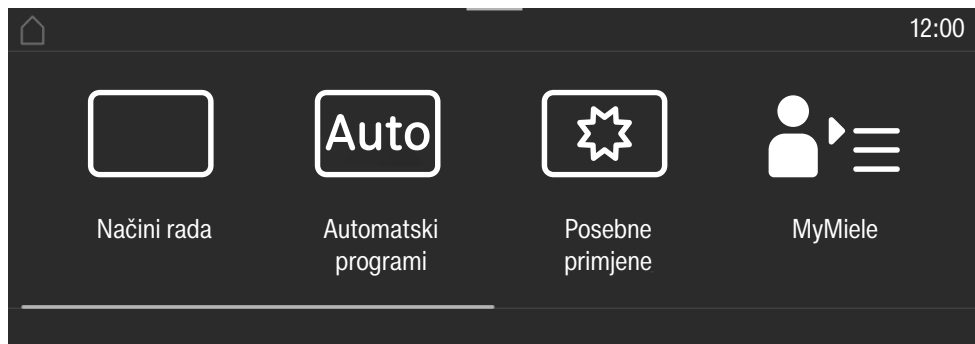 12:00
Auto
Načini rada
Automatski
programi
Posebne
primjene
MyMiele